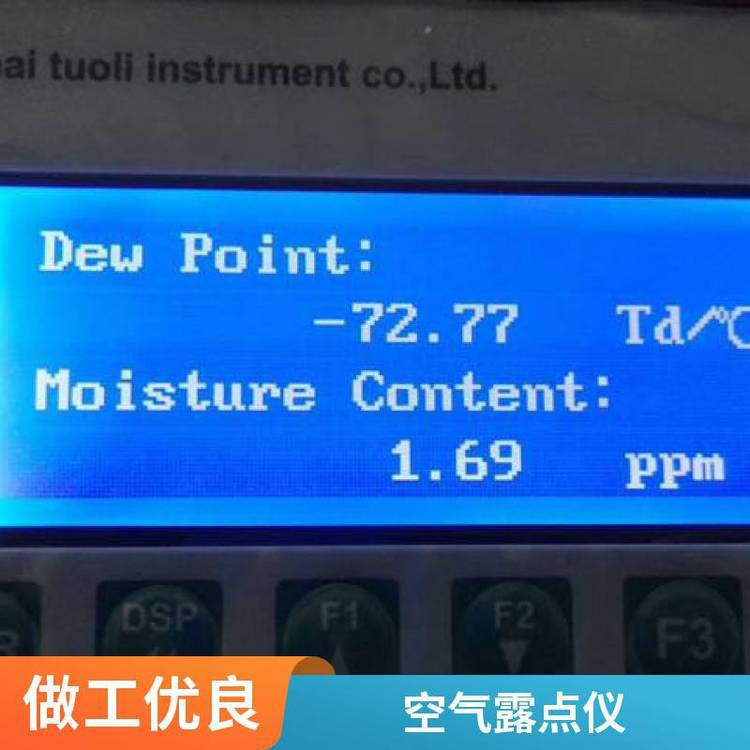 ai tuoli instrument co.,Ltd.
Dew Point:
-72.77 Td/℃
Moisture Content:
1.69 ppm
R DSP F1 F2 F3
做工优良
空气露点仪